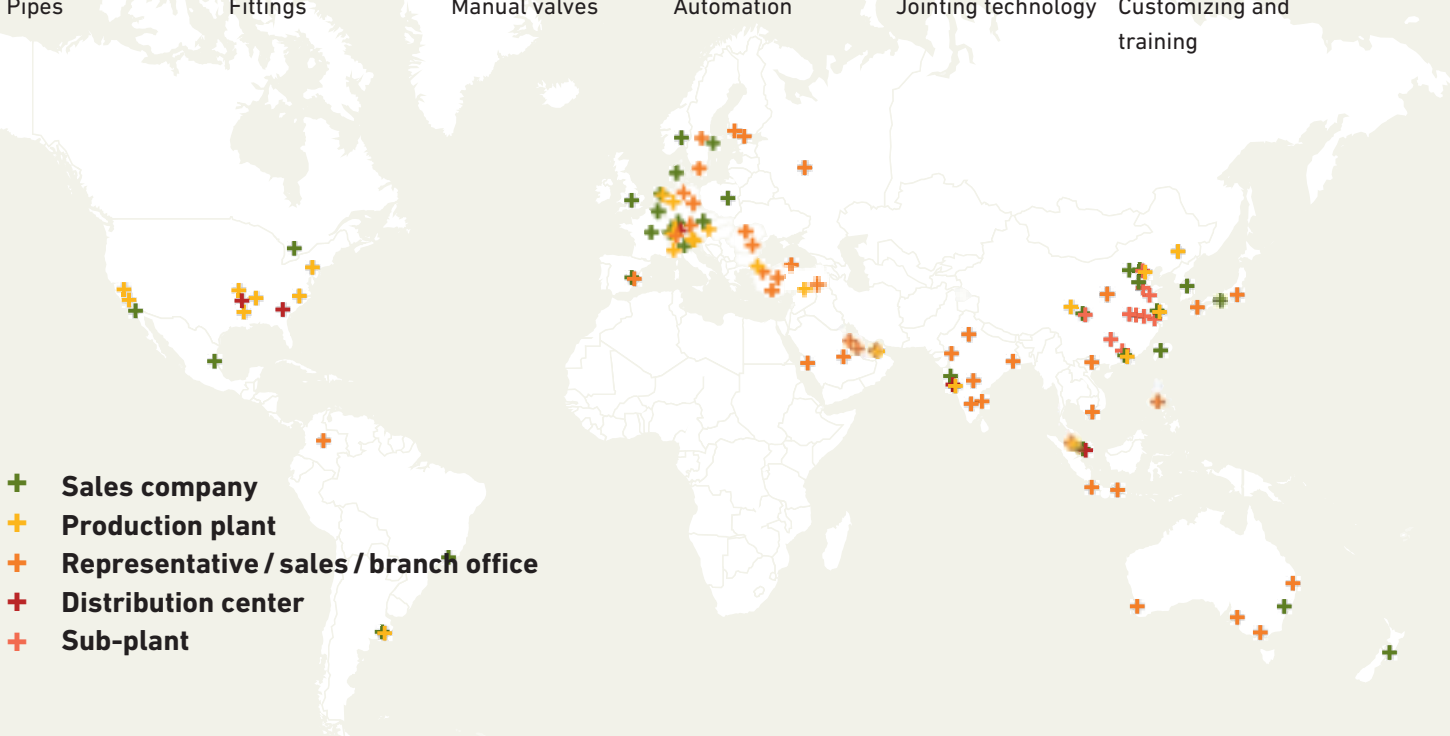 Pipes
Fittings
Manual valves
Automation
Jointing technology
Customizing and
training
Sales company
Production plant
Representative / sales / branch office
Distribution center
Sub-plant